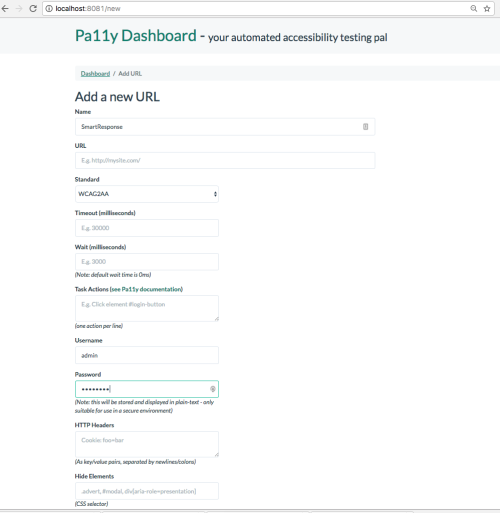 localhost:8081/new
Pa11y Dashboard - your automated accessibility testing pal
Dashboard / Add URL
Add a new URL
Name
SmartResponse
URL
E.g. http://mysite.com/
Standard
WCAG2AA
Timeout (milliseconds)
E.g. 30000
Wait (milliseconds)
E.g. 3000
(Note: default wait time is 0ms)
Task Actions (see Pa11y documentation)
E.g. Click element #login-button
(one action per line)
Username
admin
Password
••••••••
(Note: this will be stored and displayed in plain-text - only
suitable for use in a secure environment)
HTTP Headers
Cookie: foo=bar
(As key/value pairs, separated by newlines/colons)
Hide Elements
.advert, #modal, div[aria-role=presentation]
(CSS selector)